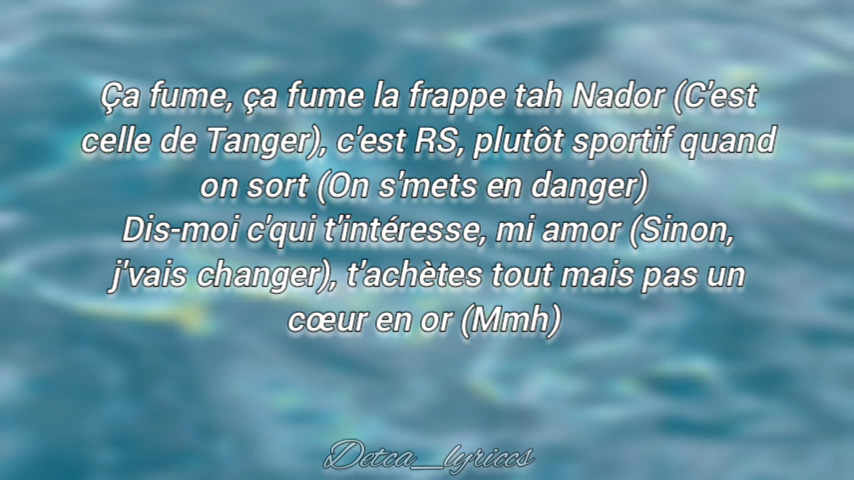 Ça fume, ça fume la frappe tah Nador (C'est
celle de Tanger), c'est RS, plutôt sportif quand
on sort (On s'mets en danger)
Dis-moi c'qui t'intéresse, mi amor (Sinon,
j'vais changer), t'achètes tout mais pas un
cœur en or (Mmh)
Detca_lyriccs